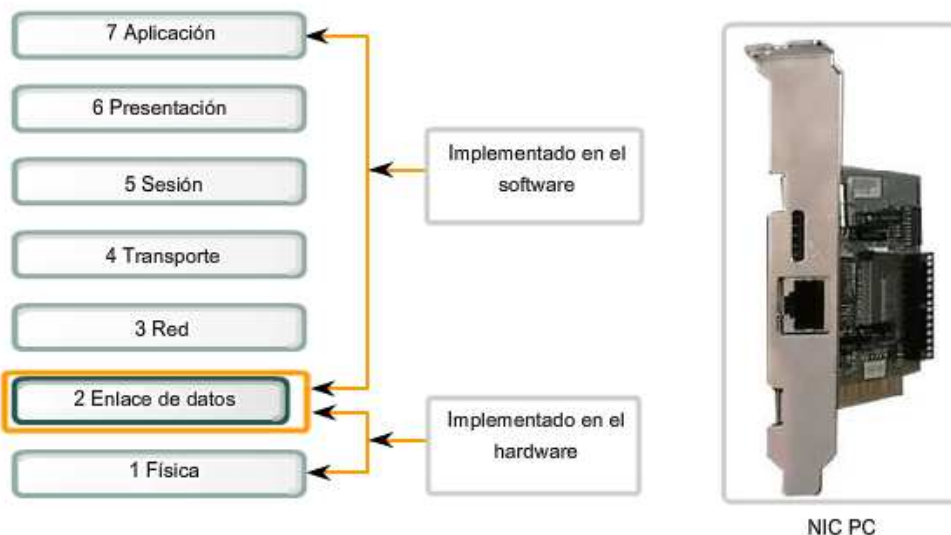 7 Aplicación
6 Presentación
5 Sesión
4 Transporte
3 Red
2 Enlace de datos
1 Física
Implementado en el
software
Implementado en el
hardware
NIC PC